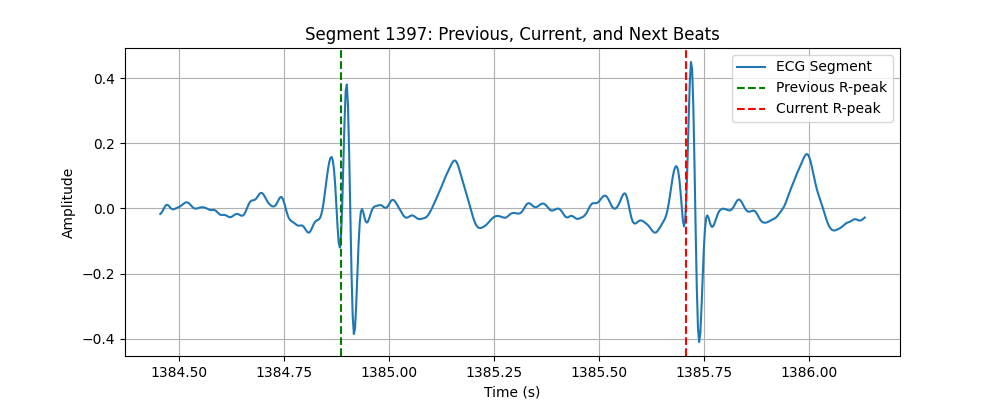 Segment 1397: Previous, Current, and Next Beats
ECG Segment
Previous R-peak
Current R-peak
Amplitude
0.4
0.2
0.0
−0.2
−0.4
1384.50 1384.75 1385.00 1385.25 1385.50 1385.75 1386.00
Time (s)